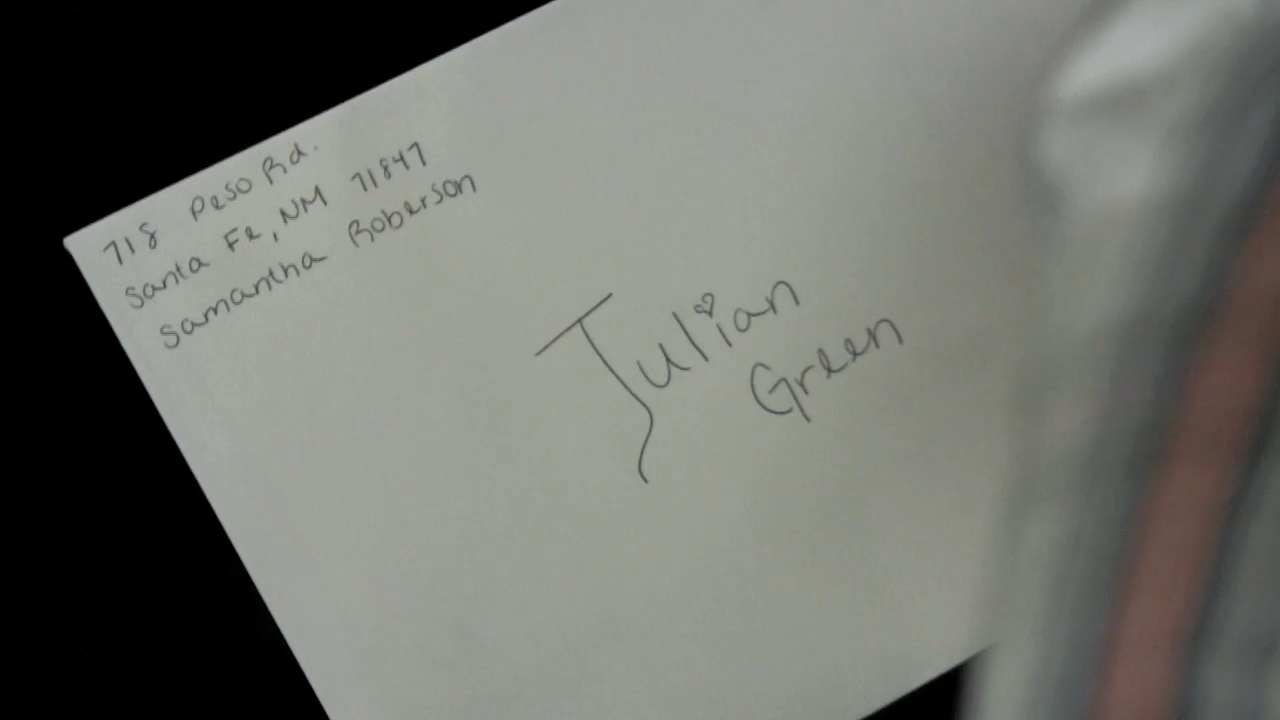 718 Peso Rd.
Santa Fe, NM 71847
Samantha Roberson
Julian
Green